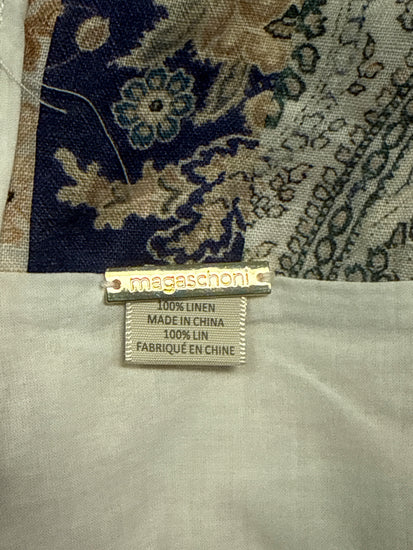 magaschoni
100% LINEN
MADE IN CHINA
100% LIN
FABRIQUÉ EN CHINE